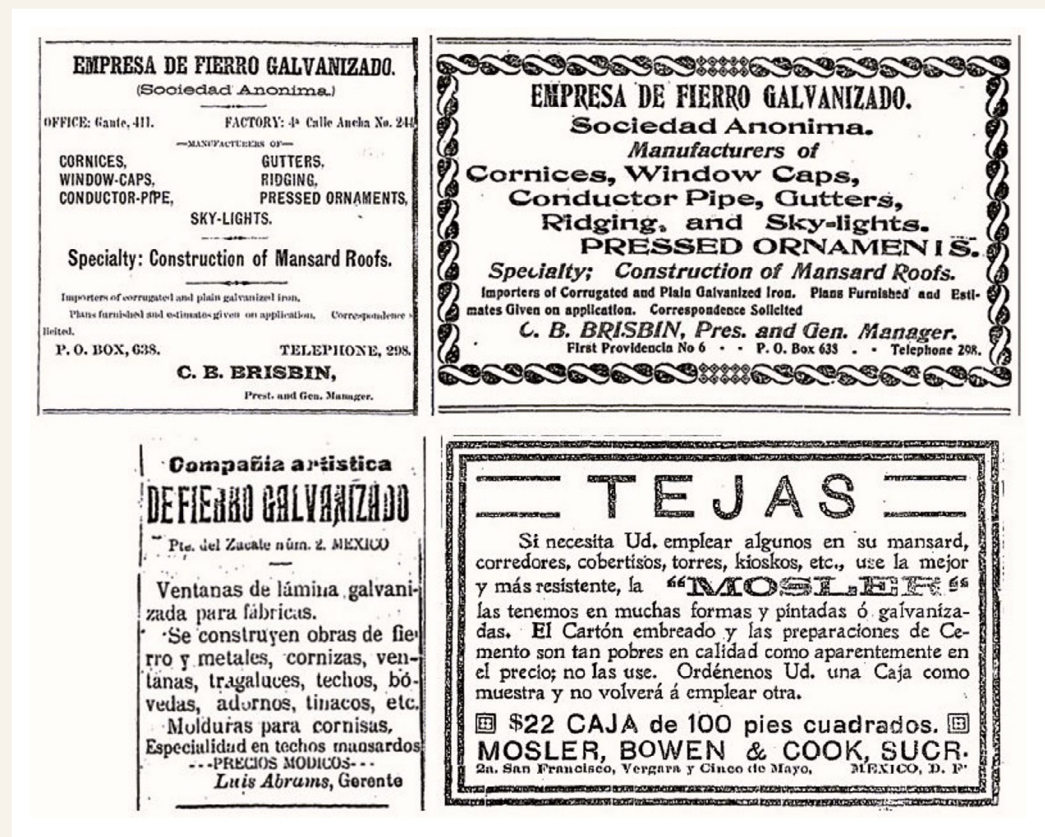 EMPRESA DE FIERRO GALVANIZADO.
(Sociedad Anonima.)
OFFICE: Gante, 411. FACTORY: 4ª Calle Ancha No. 244
—MANUFACTURERS OF—
CORNICES, GUTTERS,
WINDOW-CAPS, RIDGING,
CONDUCTOR-PIPE, PRESSED ORNAMENTS,
SKY-LIGHTS.
Specialty: Construction of Mansard Roofs.
Importers of corrugated and plain galvanized iron.
Plans furnished and estimates given on application. Correspondence s
licited.
P. O. BOX, 638. TELEPHONE, 298.
C. B. BRISBIN,
Prest. and Gen. Manager.
EMPRESA DE FIERRO GALVANIZADO.
Sociedad Anonima.
Manufacturers of
Cornices, Window Caps,
Conductor Pipe, Gutters,
Ridging, and Sky-lights.
PRESSED ORNAMENTS.
Specialty; Construction of Mansard Roofs.
Importers of Corrugated and Plain Galvanized Iron. Plans Furnished and Esti-
mates Given on application. Correspondence Solicited
C. B. BRISBIN, Pres. and Gen. Manager.
First Providencia No 6 - - P. O. Box 638 . - Telephone 298.
Compañia artistica
DE FIERRO GALVANIZADO
Pte. del Zacate núm. 2. MEXICO
Ventanas de lámina galvani-
zada para fábricas.
Se construyen obras de fie-
rro y metales, cornizas, ven-
tanas, tragaluces, techos, bó-
vedas, adornos, tinacos, etc.
Molduras para cornisas.
Especialidad en techos mansardos
---PRECIOS MODICOS---
Luis Abrams, Gerente
TEJAS
Si necesita Ud. emplear algunos en su mansard,
corredores, cobertisos, torres, kioskos, etc., use la mejor
y más resistente, la “MOSLER“
las tenemos en muchas formas y pintadas ó galvaniza-
das. El Cartón embreado y las preparaciones de Ce-
mento son tan pobres en calidad como aparentemente en
el precio; no las use. Ordénenos Ud. una Caja como
muestra y no volverá á emplear otra.
$22 CAJA de 100 pies cuadrados.
MOSLER, BOWEN & COOK, SUCR.
2a. San Francisco, Vergara y Cinco de Mayo, MEXICO, D. F.